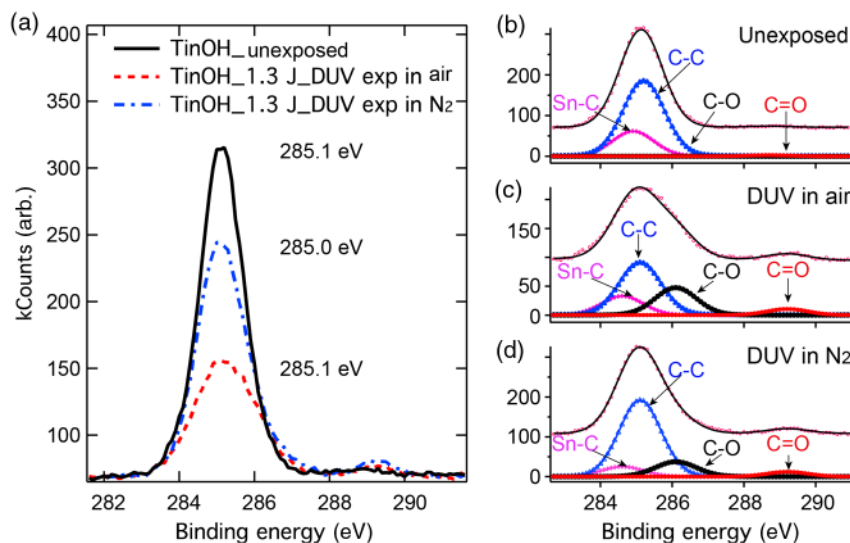 (a)
400
350
300
250
200
150
100
kCounts (arb.)
TinOH_unexposed
TinOH_1.3 J_DUV exp in air
TinOH_1.3 J_DUV exp in N2
285.1 eV
285.0 eV
285.1 eV
282 284 286 288 290
Binding energy (eV)
(b)
Unexposed
300
200
100
0
C-C
Sn-C
C-O
C=O
(c)
DUV in air
150
50
0
C-C
Sn-C
C-O
C=O
(d)
DUV in N2
300
200
100
0
C-C
Sn-C
C-O
C=O
284 286 288 290
Binding energy (eV)